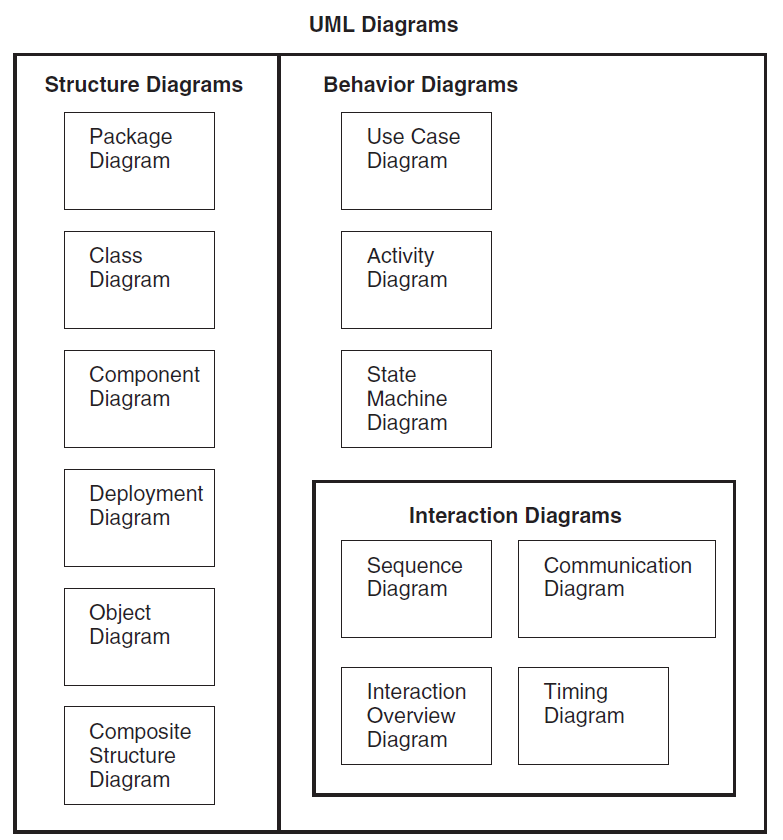 UML Diagrams
Structure Diagrams
Package
Diagram
Class
Diagram
Component
Diagram
Deployment
Diagram
Object
Diagram
Composite
Structure
Diagram
Behavior Diagrams
Use Case
Diagram
Activity
Diagram
State
Machine
Diagram
Interaction Diagrams
Sequence
Diagram
Communication
Diagram
Interaction
Overview
Diagram
Timing
Diagram